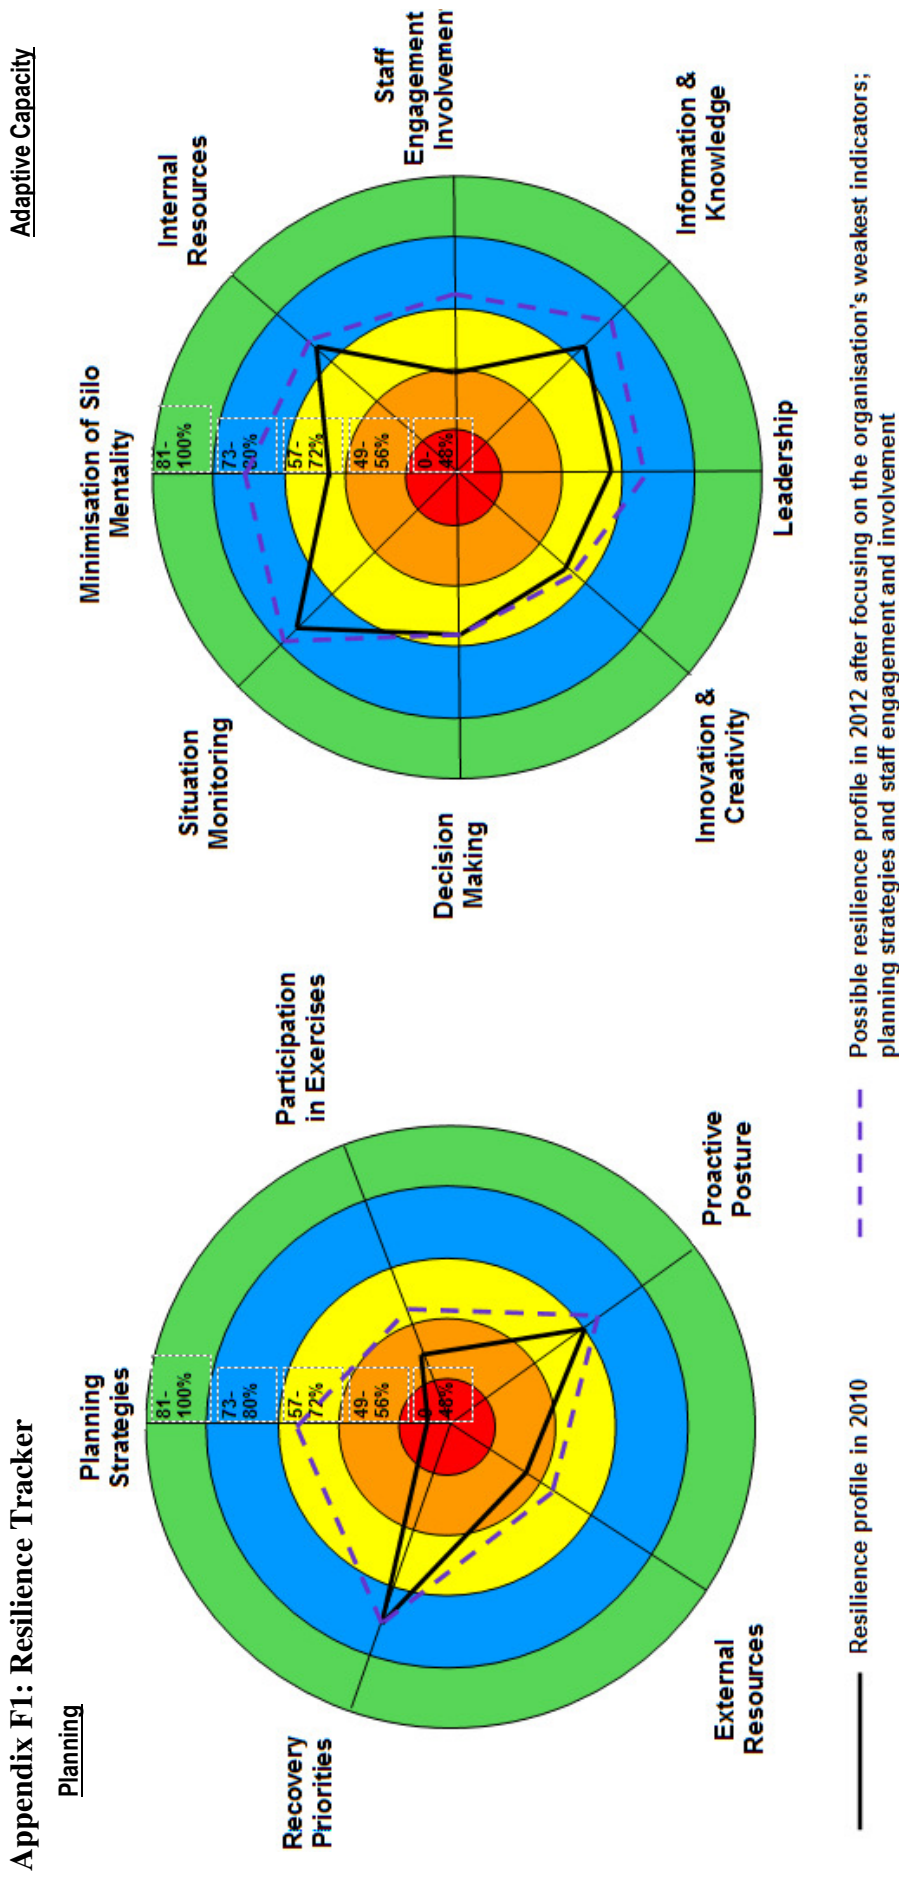 Appendix F1: Resilience Tracker
Planning
Adaptive Capacity
Planning
Strategies
Participation
in Exercises
Proactive
Posture
External
Resources
Recovery
Priorities
81-
100%
73-
80%
57-
72%
49-
56%
0-
48%
Minimisation of Silo
Mentality
Internal
Resources
Staff
Engagement
Involvemen
Information &
Knowledge
Leadership
Innovation &
Creativity
Decision
Making
Situation
Monitoring
81-
100%
73-
80%
57-
72%
49-
56%
0-
48%
Resilience profile in 2010
Possible resilience profile in 2012 after focusing on the organisation's weakest indicators;
planning strategies and staff engagement and involvement